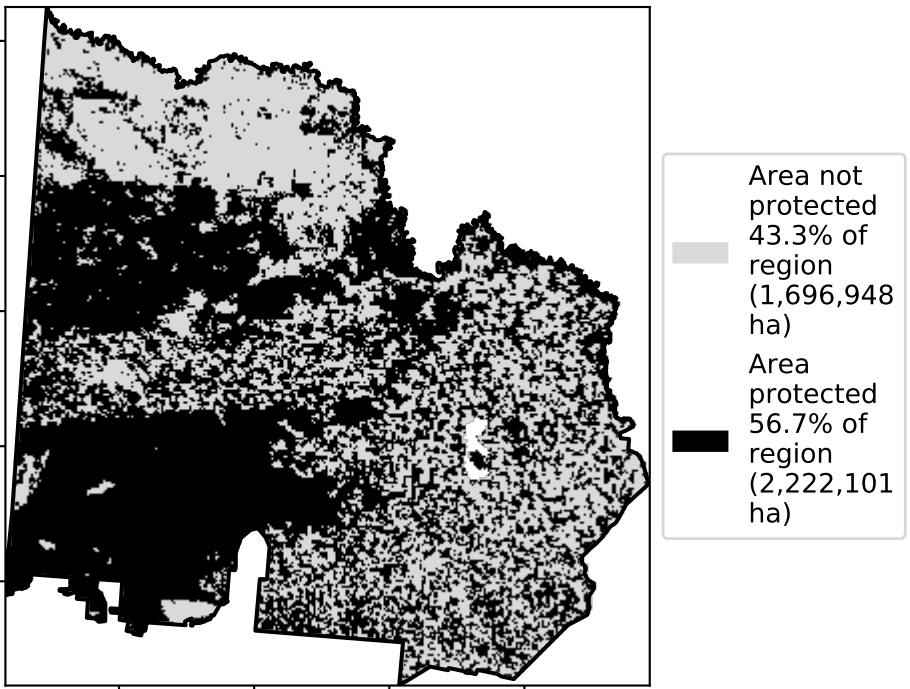 Area not
protected
43.3% of
region
(1,696,948
ha)
Area
protected
56.7% of
region
(2,222,101
ha)